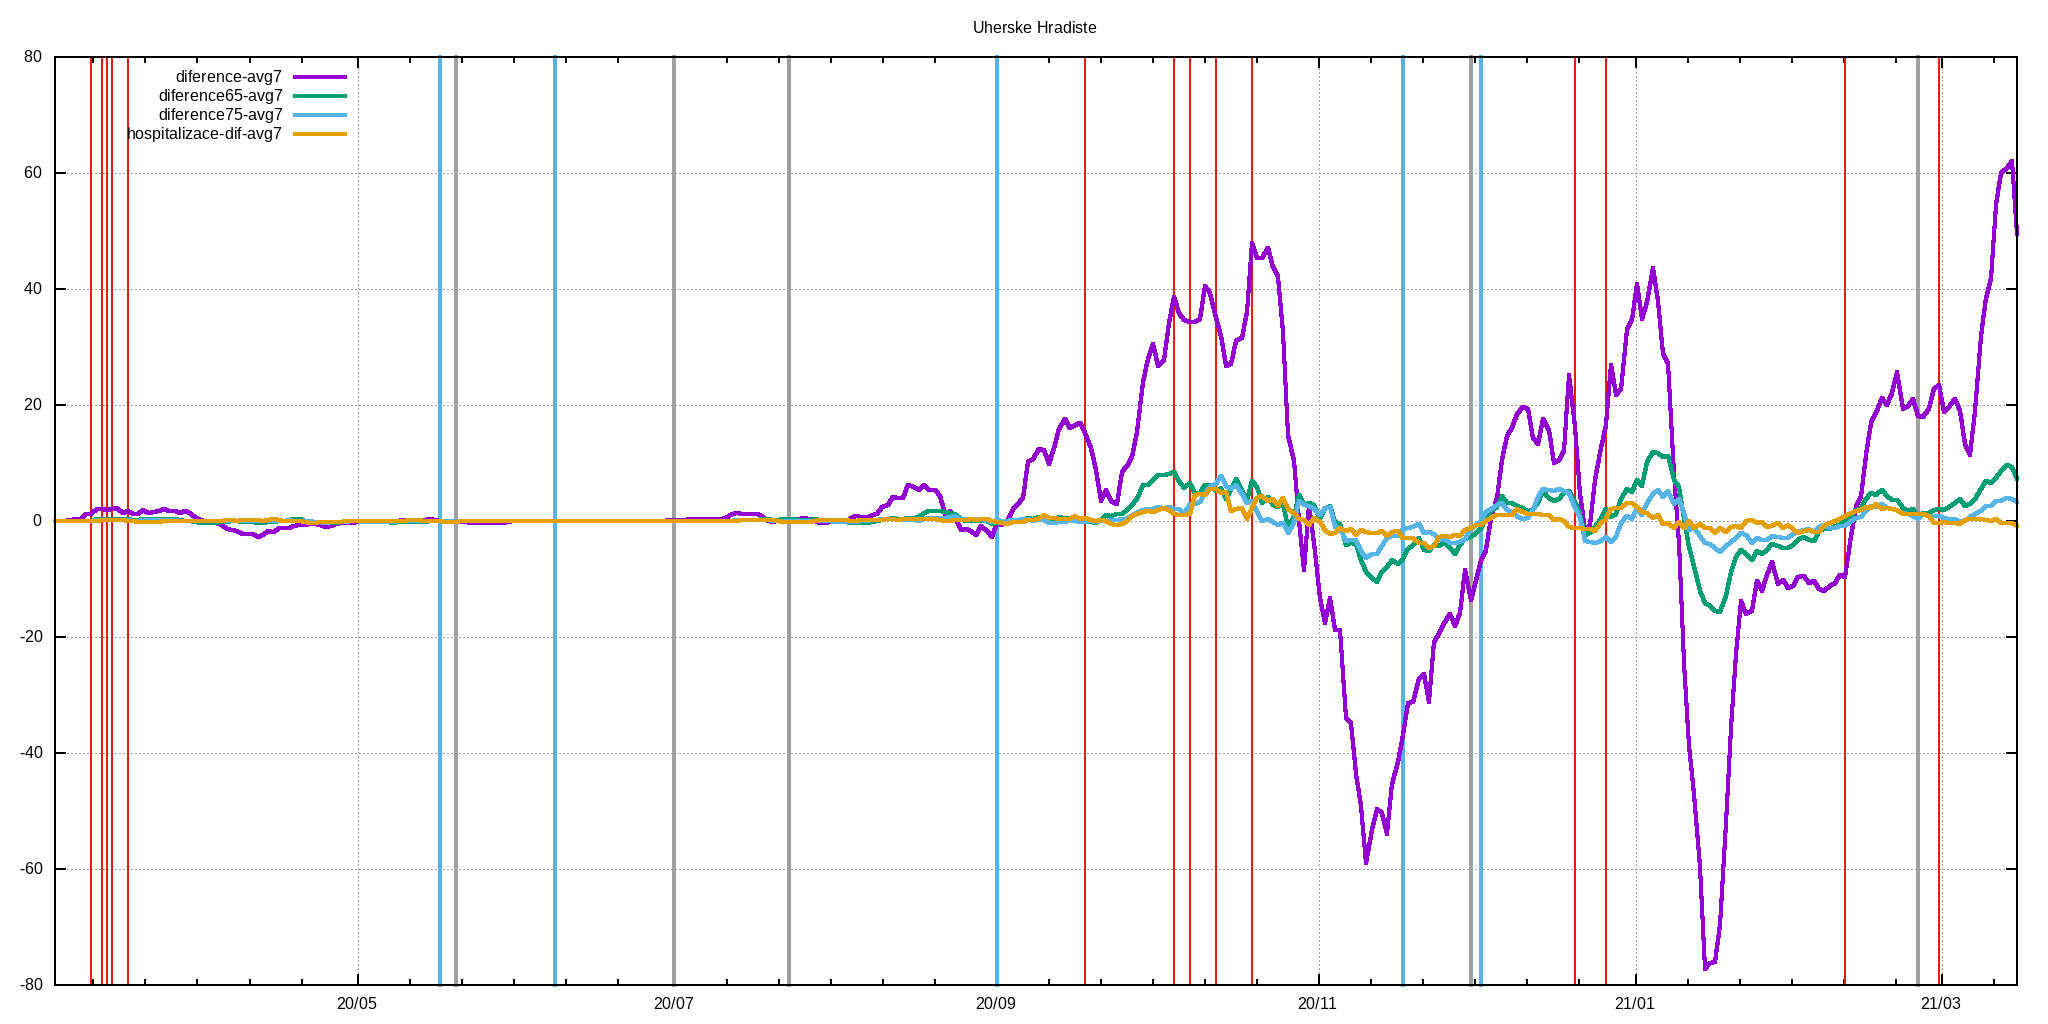 Uherske Hradiste
diference-avg7
diference65-avg7
diference75-avg7
hospitalizace-dif-avg7
80
60
40
20
0
-20
-40
-60
-80
20/05 20/07 20/09 20/11 21/01 21/03